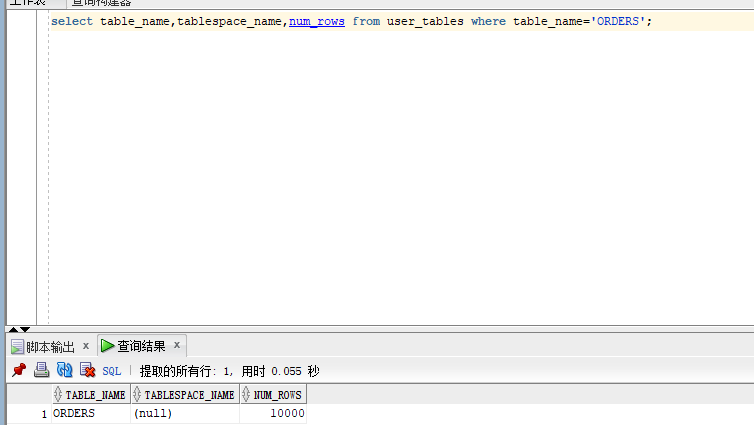 工作表 查询构建器
select table_name,tablespace_name,num_rows from user_tables where table_name='ORDERS';
脚本输出 x 查询结果 x
SQL | 提取的所有行: 1, 用时 0.055 秒
TABLE_NAME TABLESPACE_NAME NUM_ROWS
1 ORDERS (null) 10000